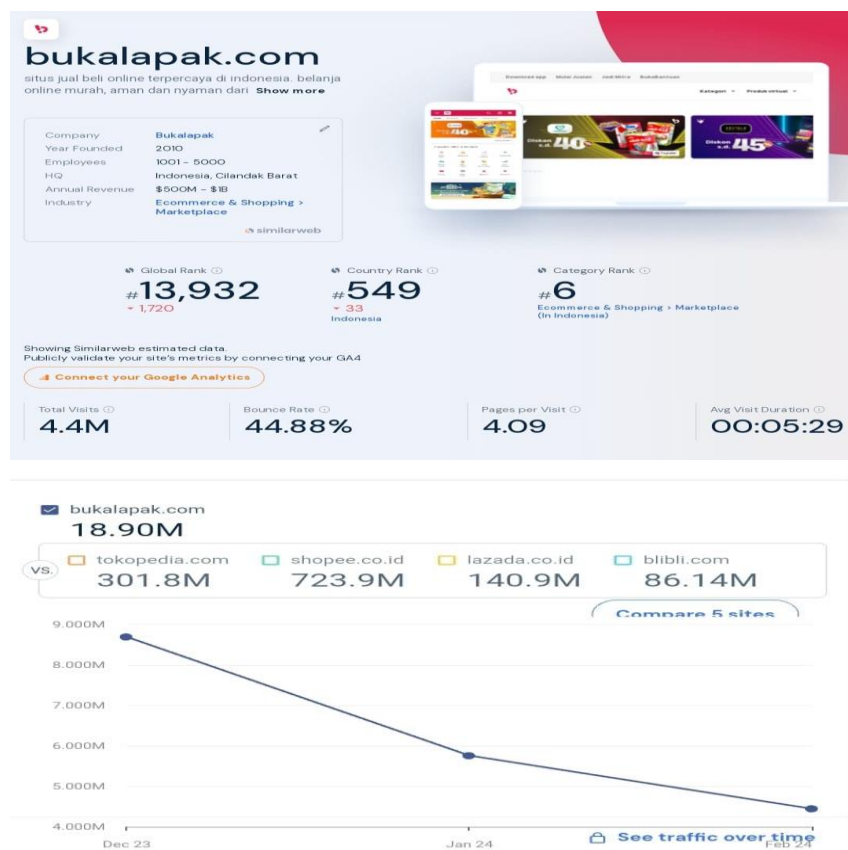 bukalapak.com
situs jual beli online terpercaya di indonesia. belanja
online murah, aman dan nyaman dari Show more
Company Bukalapak
Year Founded 2010
Employees 1001 - 5000
HQ Indonesia, Cilandak Barat
Annual Revenue $500M - $1B
Industry Ecommerce & Shopping >
Marketplace
similarweb
Kategori
Produk virtual
Diskon
s.d. 40
Diskon
s.d. 45
Global Rank
#13,932
1,720
Country Rank
#549
33
Indonesia
Category Rank
#6
Ecommerce & Shopping > Marketplace
(In Indonesia)
Showing Similarweb estimated data.
Publicly validate your site's metrics by connecting your GA4
Connect your Google Analytics
Total Visits
4.4M
Bounce Rate
44.88%
Pages per Visit
4.09
Avg Visit Duration
00:05:29
bukalapak.com
18.90M
VS.
tokopedia.com
301.8M
shopee.co.id
723.9M
lazada.co.id
140.9M
blibli.com
86.14M
Compare 5 sites
9.000M
8.000M
7.000M
6.000M
5.000M
4.000M
Dec 23
Jan 24
Feb 24
See traffic over time